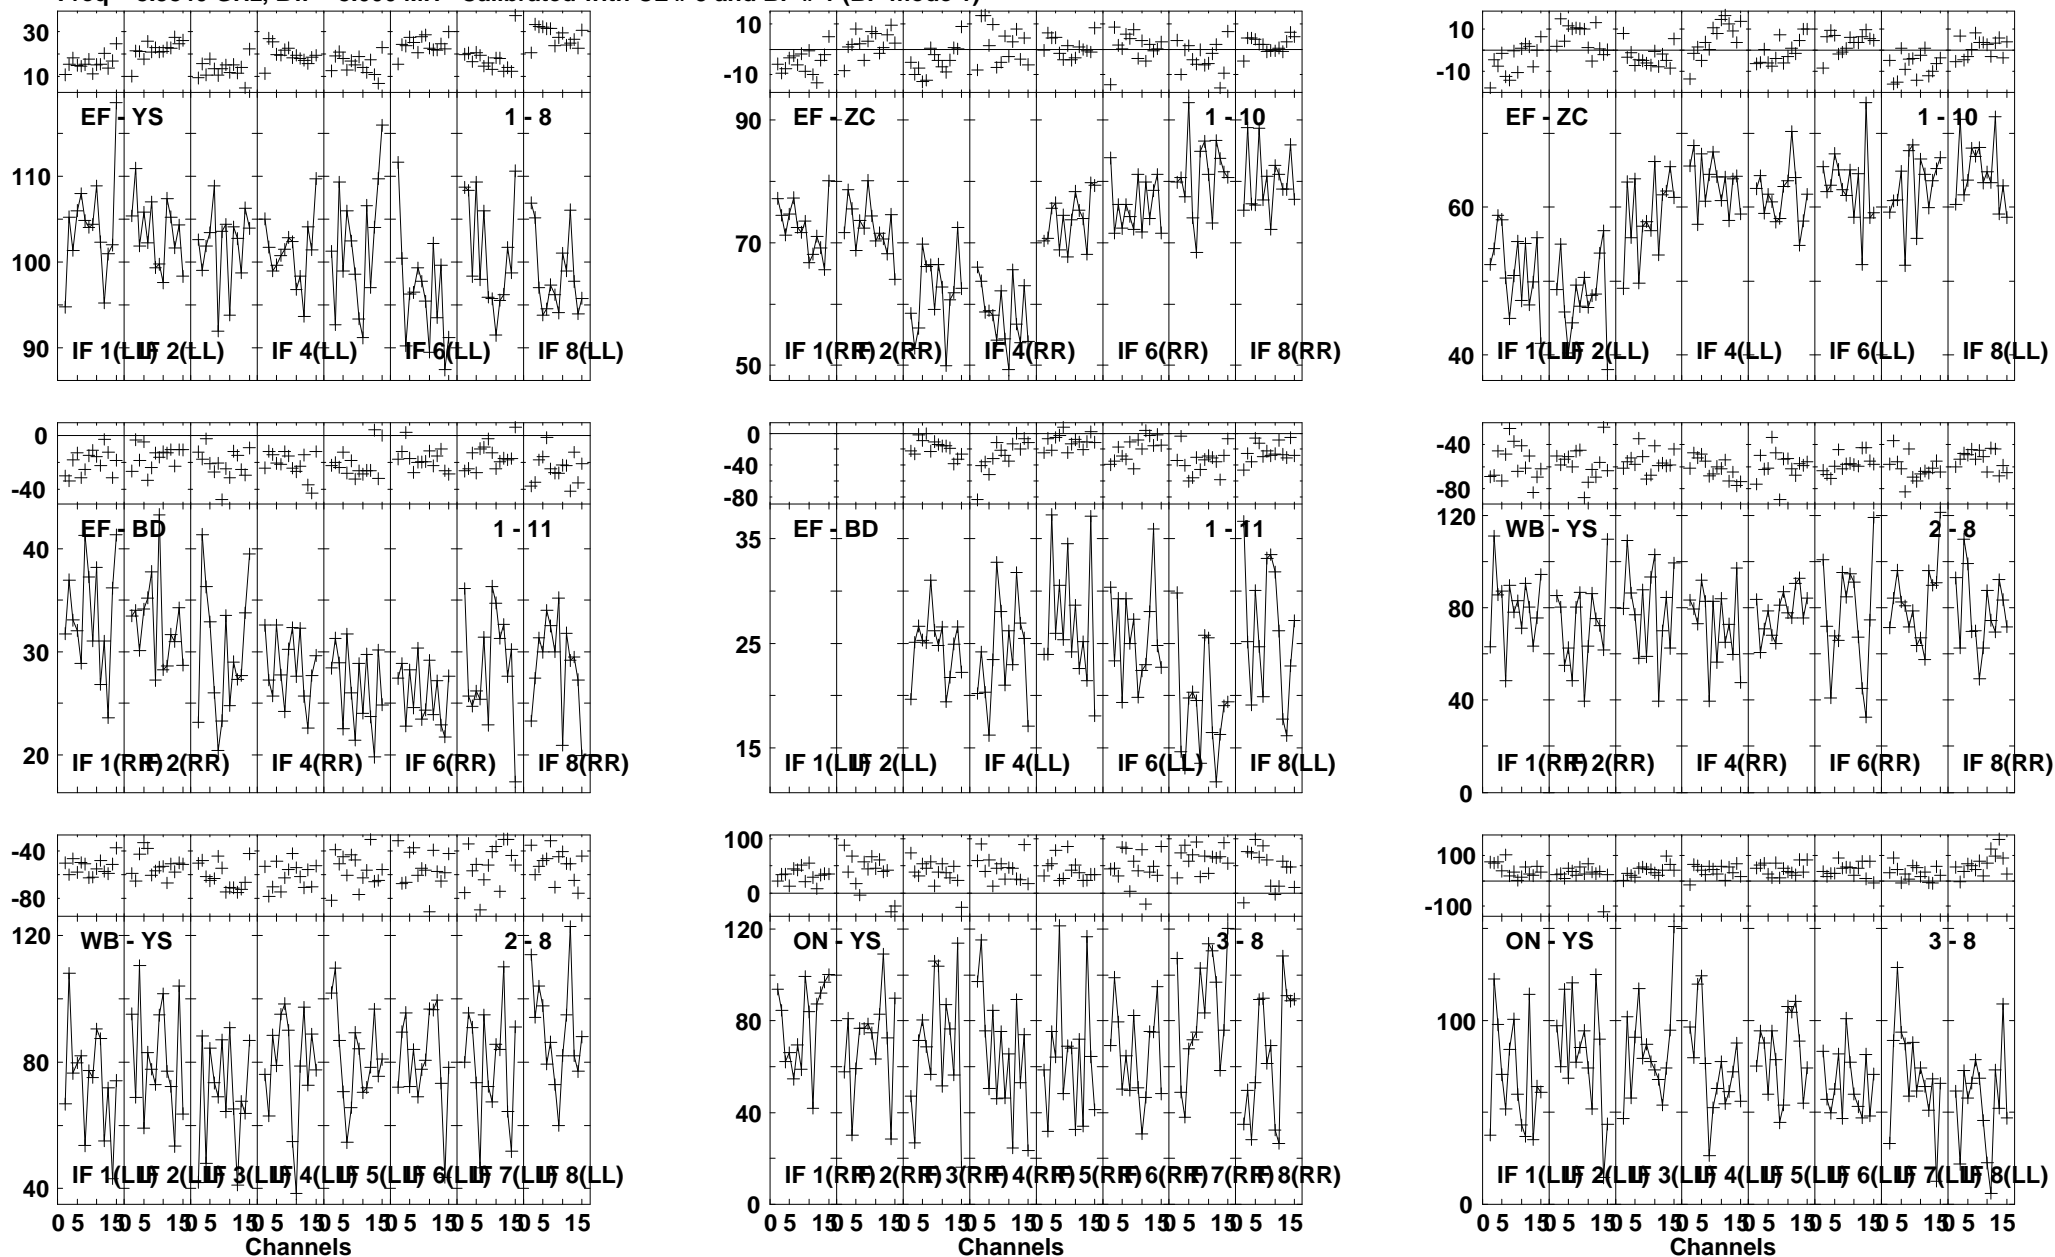 30
10
EF - YS
1 - 8
110
100
90
IF 1(LL)
IF 2(LL)
IF 4(LL)
IF 6(LL)
IF 8(LL)
10
-10
EF - ZC
1 - 10
90
70
50
IF 1(RR)
IF 2(RR)
IF 4(RR)
IF 6(RR)
IF 8(RR)
10
-10
EF - ZC
1 - 10
60
40
IF 1(LL)
IF 2(LL)
IF 4(LL)
IF 6(LL)
IF 8(LL)
0
-40
EF - BD
1 - 11
40
30
20
IF 1(RR)
IF 2(RR)
IF 4(RR)
IF 6(RR)
IF 8(RR)
0
-40
-80
EF - BD
1 - 11
35
25
15
IF 1(LL)
IF 2(LL)
IF 4(LL)
IF 6(LL)
IF 8(LL)
-40
-80
WB - YS
2 - 8
120
80
40
0
IF 1(RR)
IF 2(RR)
IF 4(RR)
IF 6(RR)
IF 8(RR)
-40
-80
WB - YS
2 - 8
120
80
40
IF 1(LL)
IF 2(LL)
IF 3(LL)
IF 4(LL)
IF 5(LL)
IF 6(LL)
IF 7(LL)
IF 8(LL)
0 5 15 0 5 15 0 5 15 0 5 15
Channels
100
0
ON - YS
3 - 8
120
80
40
0
IF 1(RR)
IF 2(RR)
IF 3(RR)
IF 4(RR)
IF 5(RR)
IF 6(RR)
IF 7(RR)
IF 8(RR)
0 5 15 0 5 15 0 5 15 0 5 15
Channels
100
-100
ON - YS
3 - 8
100
0
IF 1(LL)
IF 2(LL)
IF 3(LL)
IF 4(LL)
IF 5(LL)
IF 6(LL)
IF 7(LL)
IF 8(LL)
0 5 15 0 5 15 0 5 15 0 5 15
Channels